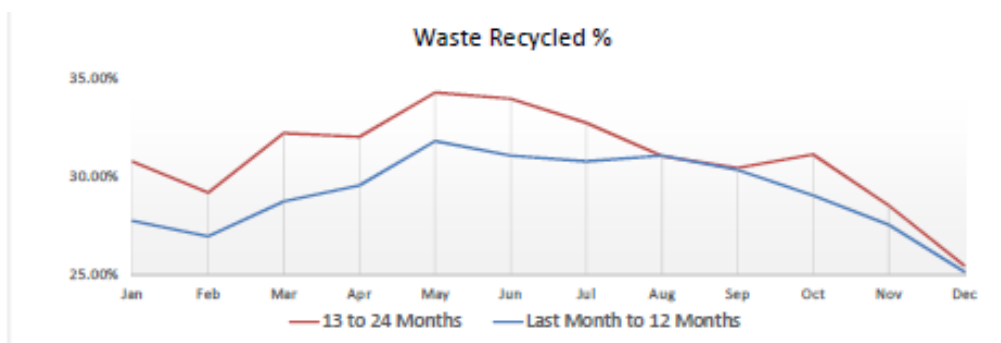 Waste Recycled %
35.00%
30.00%
25.00%
Jan Feb Mar Apr May Jun Jul Aug Sep Oct Nov Dec
13 to 24 Months Last Month to 12 Months